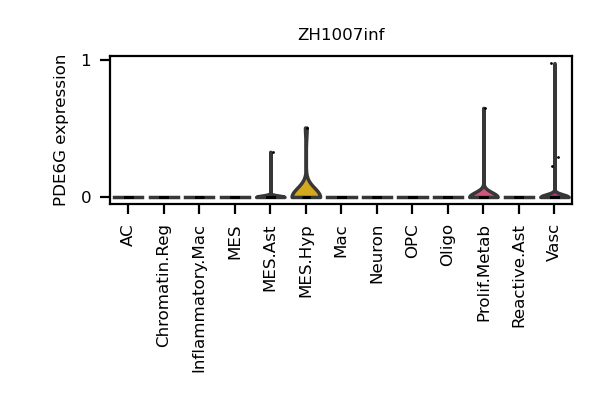 ZH1007inf
PDE6G expression
1
0
AC
Chromatin.Reg
Inflammatory.Mac
MES
MES.Ast
MES.Hyp
Mac
Neuron
OPC
Oligo
Prolif.Metab
Reactive.Ast
Vasc